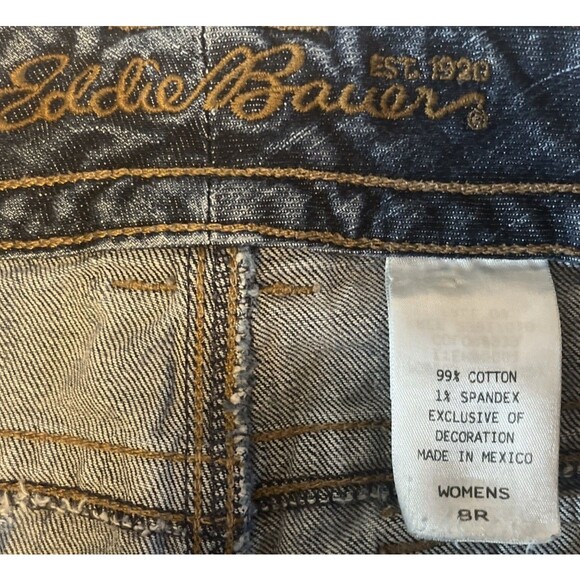 Eddie Bauer
EST. 1920
®
99% COTTON
1% SPANDEX
EXCLUSIVE OF
DECORATION
MADE IN MEXICO
WOMENS
8R